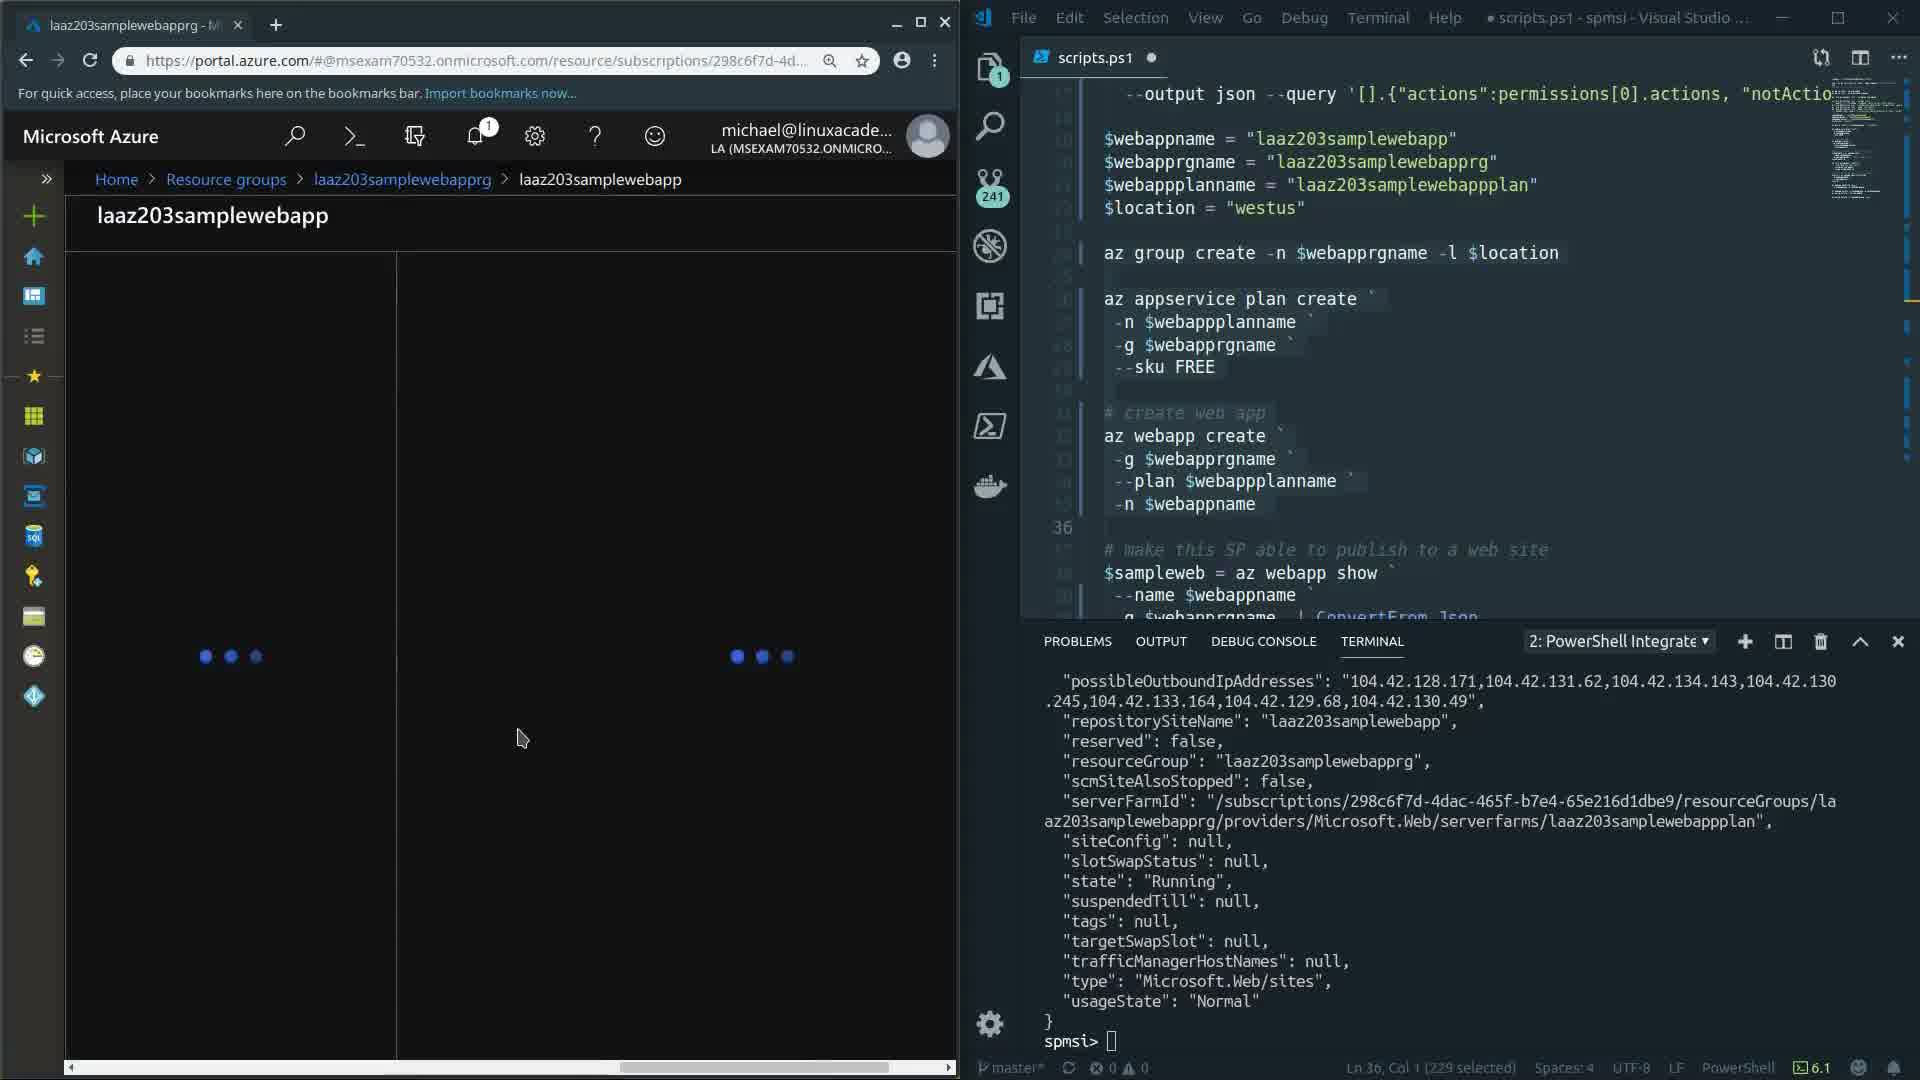 laaz203samplewebapprg - M
https://portal.azure.com/#@msexam70532.onmicrosoft.com/resource/subscriptions/298c6f7d-4d...
For quick access, place your bookmarks here on the bookmarks bar. Import bookmarks now...
Microsoft Azure
1
michael@linuxacade...
LA (MSEXAM70532.ONMICRO...
Home > Resource groups > laaz203samplewebapprg > laaz203samplewebapp
laaz203samplewebapp
SQL
File Edit Selection View Go Debug Terminal Help ● scripts.ps1 - spmsi - Visual Studio ...
1
241
scripts.ps1 ●
--output json --query '[].{"actions":permissions[0].actions, "notActio
$webappname = "laaz203samplewebapp"
$webapprgname = "laaz203samplewebapprg"
$webappplanname = "laaz203samplewebappplan"
$location = "westus"
az group create -n $webapprgname -l $location
az appservice plan create `
-n $webappplanname `
-g $webapprgname `
--sku FREE
# create web app
az webapp create `
-g $webapprgname `
--plan $webappplanname `
-n $webappname
36
# make this SP able to publish to a web site
$sampleweb = az webapp show `
--name $webappname `
-g $webapprgname | ConvertFrom-Json
PROBLEMS OUTPUT DEBUG CONSOLE TERMINAL 2: PowerShell Integrate
"possibleOutboundIpAddresses": "104.42.128.171,104.42.131.62,104.42.134.143,104.42.130
.245,104.42.133.164,104.42.129.68,104.42.130.49",
"repositorySiteName": "laaz203samplewebapp",
"reserved": false,
"resourceGroup": "laaz203samplewebapprg",
"scmSiteAlsoStopped": false,
"serverFarmId": "/subscriptions/298c6f7d-4dac-465f-b7e4-65e216d1dbe9/resourceGroups/la
az203samplewebapprg/providers/Microsoft.Web/serverfarms/laaz203samplewebappplan",
"siteConfig": null,
"slotSwapStatus": null,
"state": "Running",
"suspendedTill": null,
"tags": null,
"targetSwapSlot": null,
"trafficManagerHostNames": null,
"type": "Microsoft.Web/sites",
"usageState": "Normal"
}
spmsi>
master* 0 0 Ln 36, Col 1 (229 selected) Spaces: 4 UTF-8 LF PowerShell 6.1